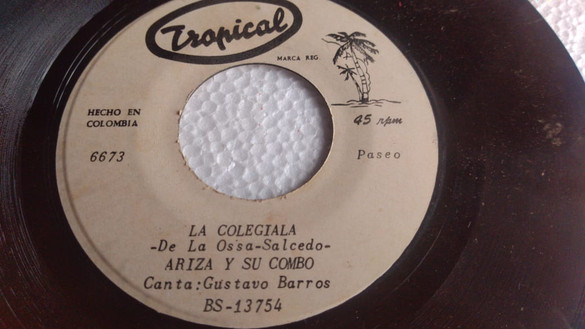 Tropical
MARCA REG
HECHO EN
COLOMBIA
45 rpm
6673
Paseo
LA COLEGIALA
-De La Ossa-Salcedo-
ARIZA Y SU COMBO
Canta:Gustavo Barros
BS-13754